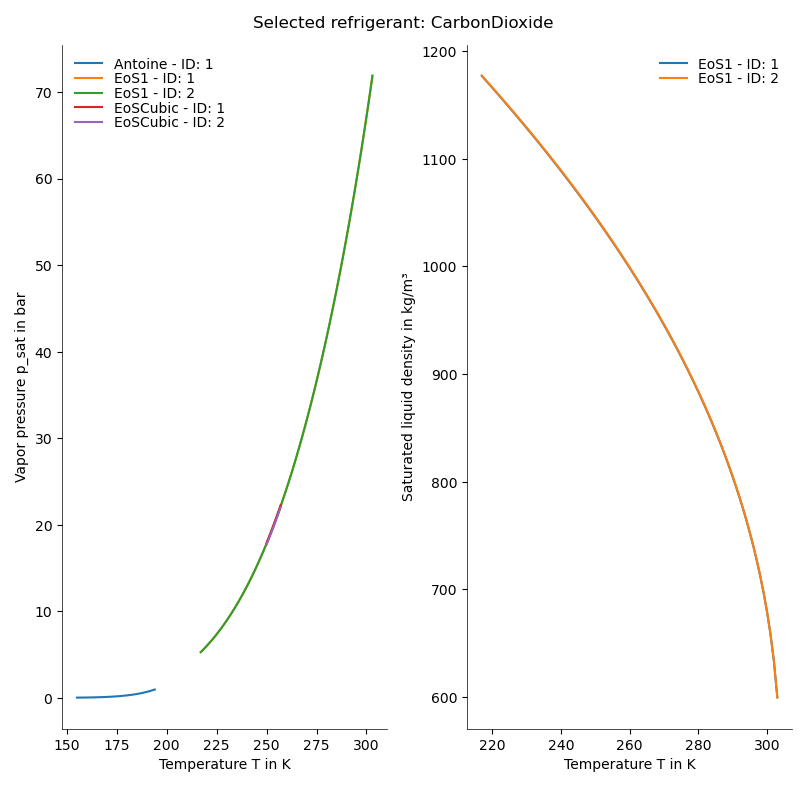 Selected refrigerant: CarbonDioxide
Antoine - ID: 1
EoS1 - ID: 1
EoS1 - ID: 2
EoSCubic - ID: 1
EoSCubic - ID: 2
70
60
50
40
30
20
10
0
Vapor pressure p_sat in bar
150 175 200 225 250 275 300
Temperature T in K
EoS1 - ID: 1
EoS1 - ID: 2
1200
1100
1000
900
800
700
600
Saturated liquid density in kg/m³
220 240 260 280 300
Temperature T in K